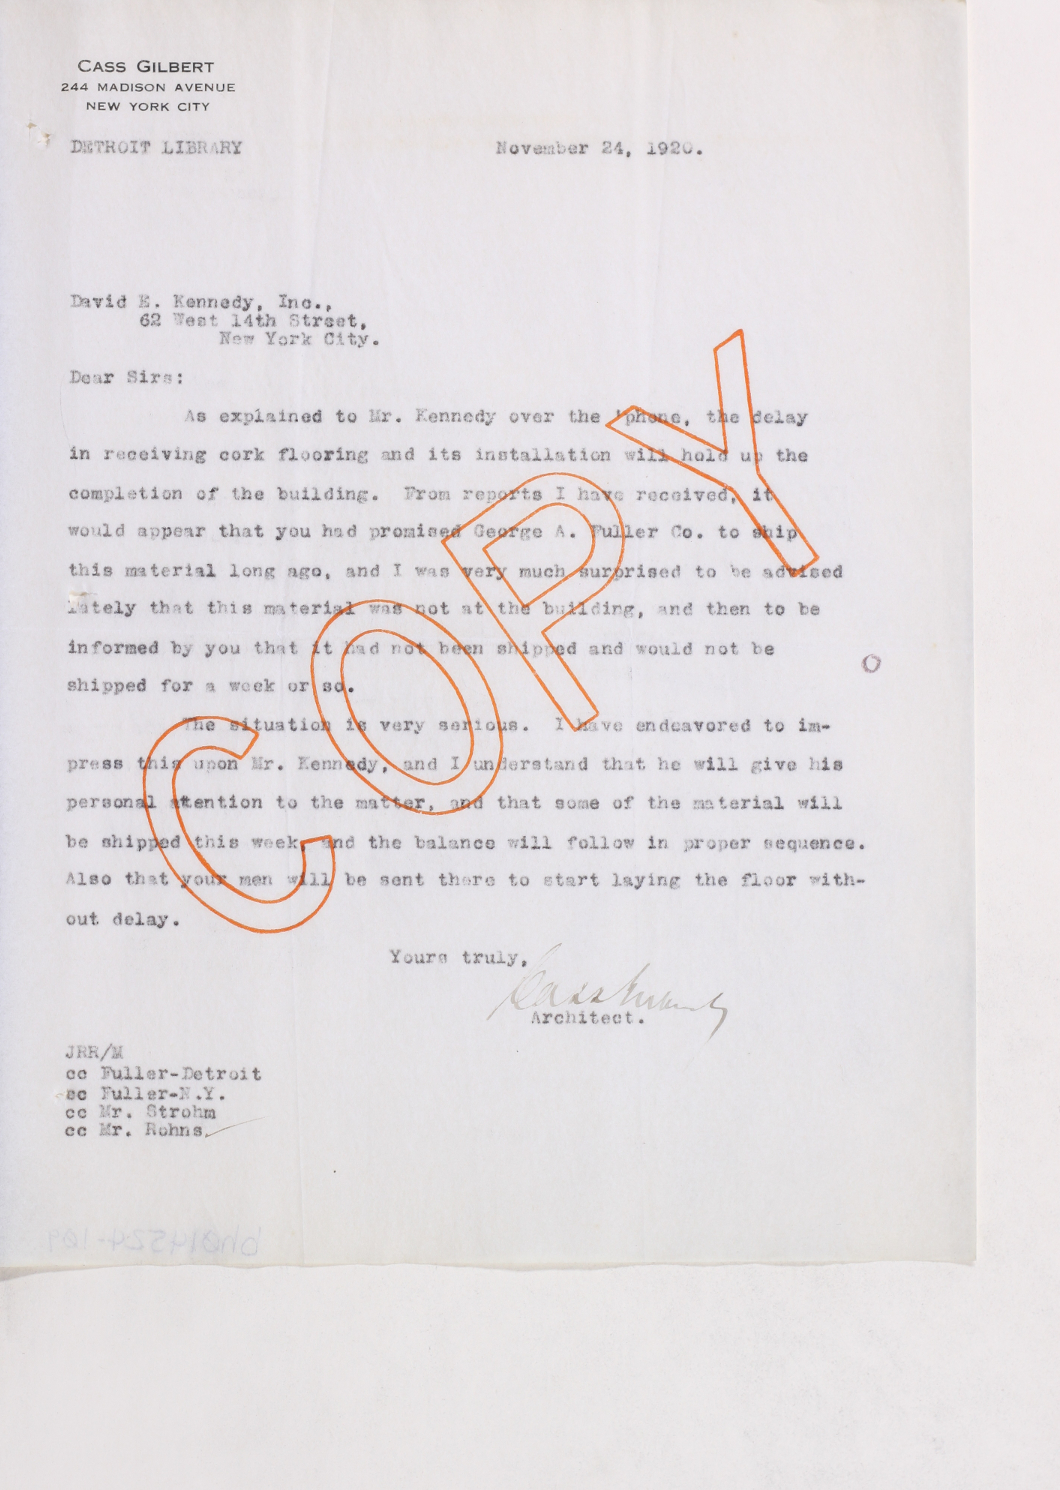 CASS GILBERT
244 MADISON AVENUE
NEW YORK CITY
DETROIT LIBRARY
November 24, 1920.
David E. Kennedy, Inc.,
62 West 14th Street,
New York City.
Dear Sirs:
As explained to Mr. Kennedy over the 'phone, the delay
in receiving cork flooring and its installation will hold up the
completion of the building. From reports I have received, it
would appear that you had promised George A. Fuller Co. to ship
this material long ago, and I was very much surprised to be advised
lately that this material was not at the building, and then to be
informed by you that it had not been shipped and would not be
shipped for a week or so.
The situation is very serious. I have endeavored to im-
press this upon Mr. Kennedy, and I understand that he will give his
personal attention to the matter, and that some of the material will
be shipped this week, and the balance will follow in proper sequence.
Also that your men will be sent there to start laying the floor with-
out delay.
Yours truly,
Cass Gilbert
Architect.
JRR/M
cc Fuller-Detroit
cc Fuller-N.Y.
cc Mr. Strohm
cc Mr. Rohns.
COPY